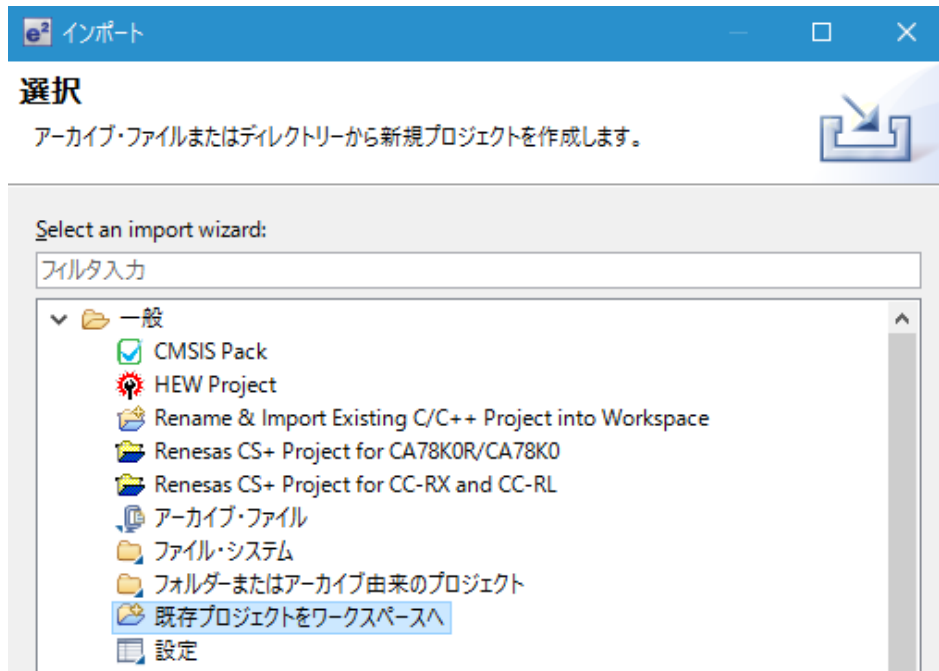 e² インポート
選択
アーカイブ・ファイルまたはディレクトリーから新規プロジェクトを作成します。
Select an import wizard:
フィルタ入力
一般
CMSIS Pack
HEW Project
Rename & Import Existing C/C++ Project into Workspace
Renesas CS+ Project for CA78K0R/CA78K0
Renesas CS+ Project for CC-RX and CC-RL
アーカイブ・ファイル
ファイル・システム
フォルダーまたはアーカイブ由来のプロジェクト
既存プロジェクトをワークスペースへ
設定